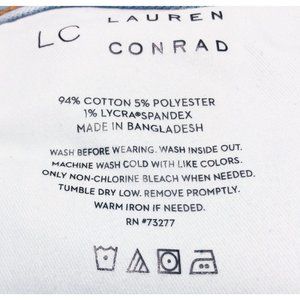 LC LAUREN
CONRAD
94% COTTON 5% POLYESTER
1% LYCRA®SPANDEX
MADE IN BANGLADESH
WASH BEFORE WEARING. WASH INSIDE OUT.
MACHINE WASH COLD WITH LIKE COLORS.
ONLY NON-CHLORINE BLEACH WHEN NEEDED.
TUMBLE DRY LOW. REMOVE PROMPTLY.
WARM IRON IF NEEDED.
RN #73277